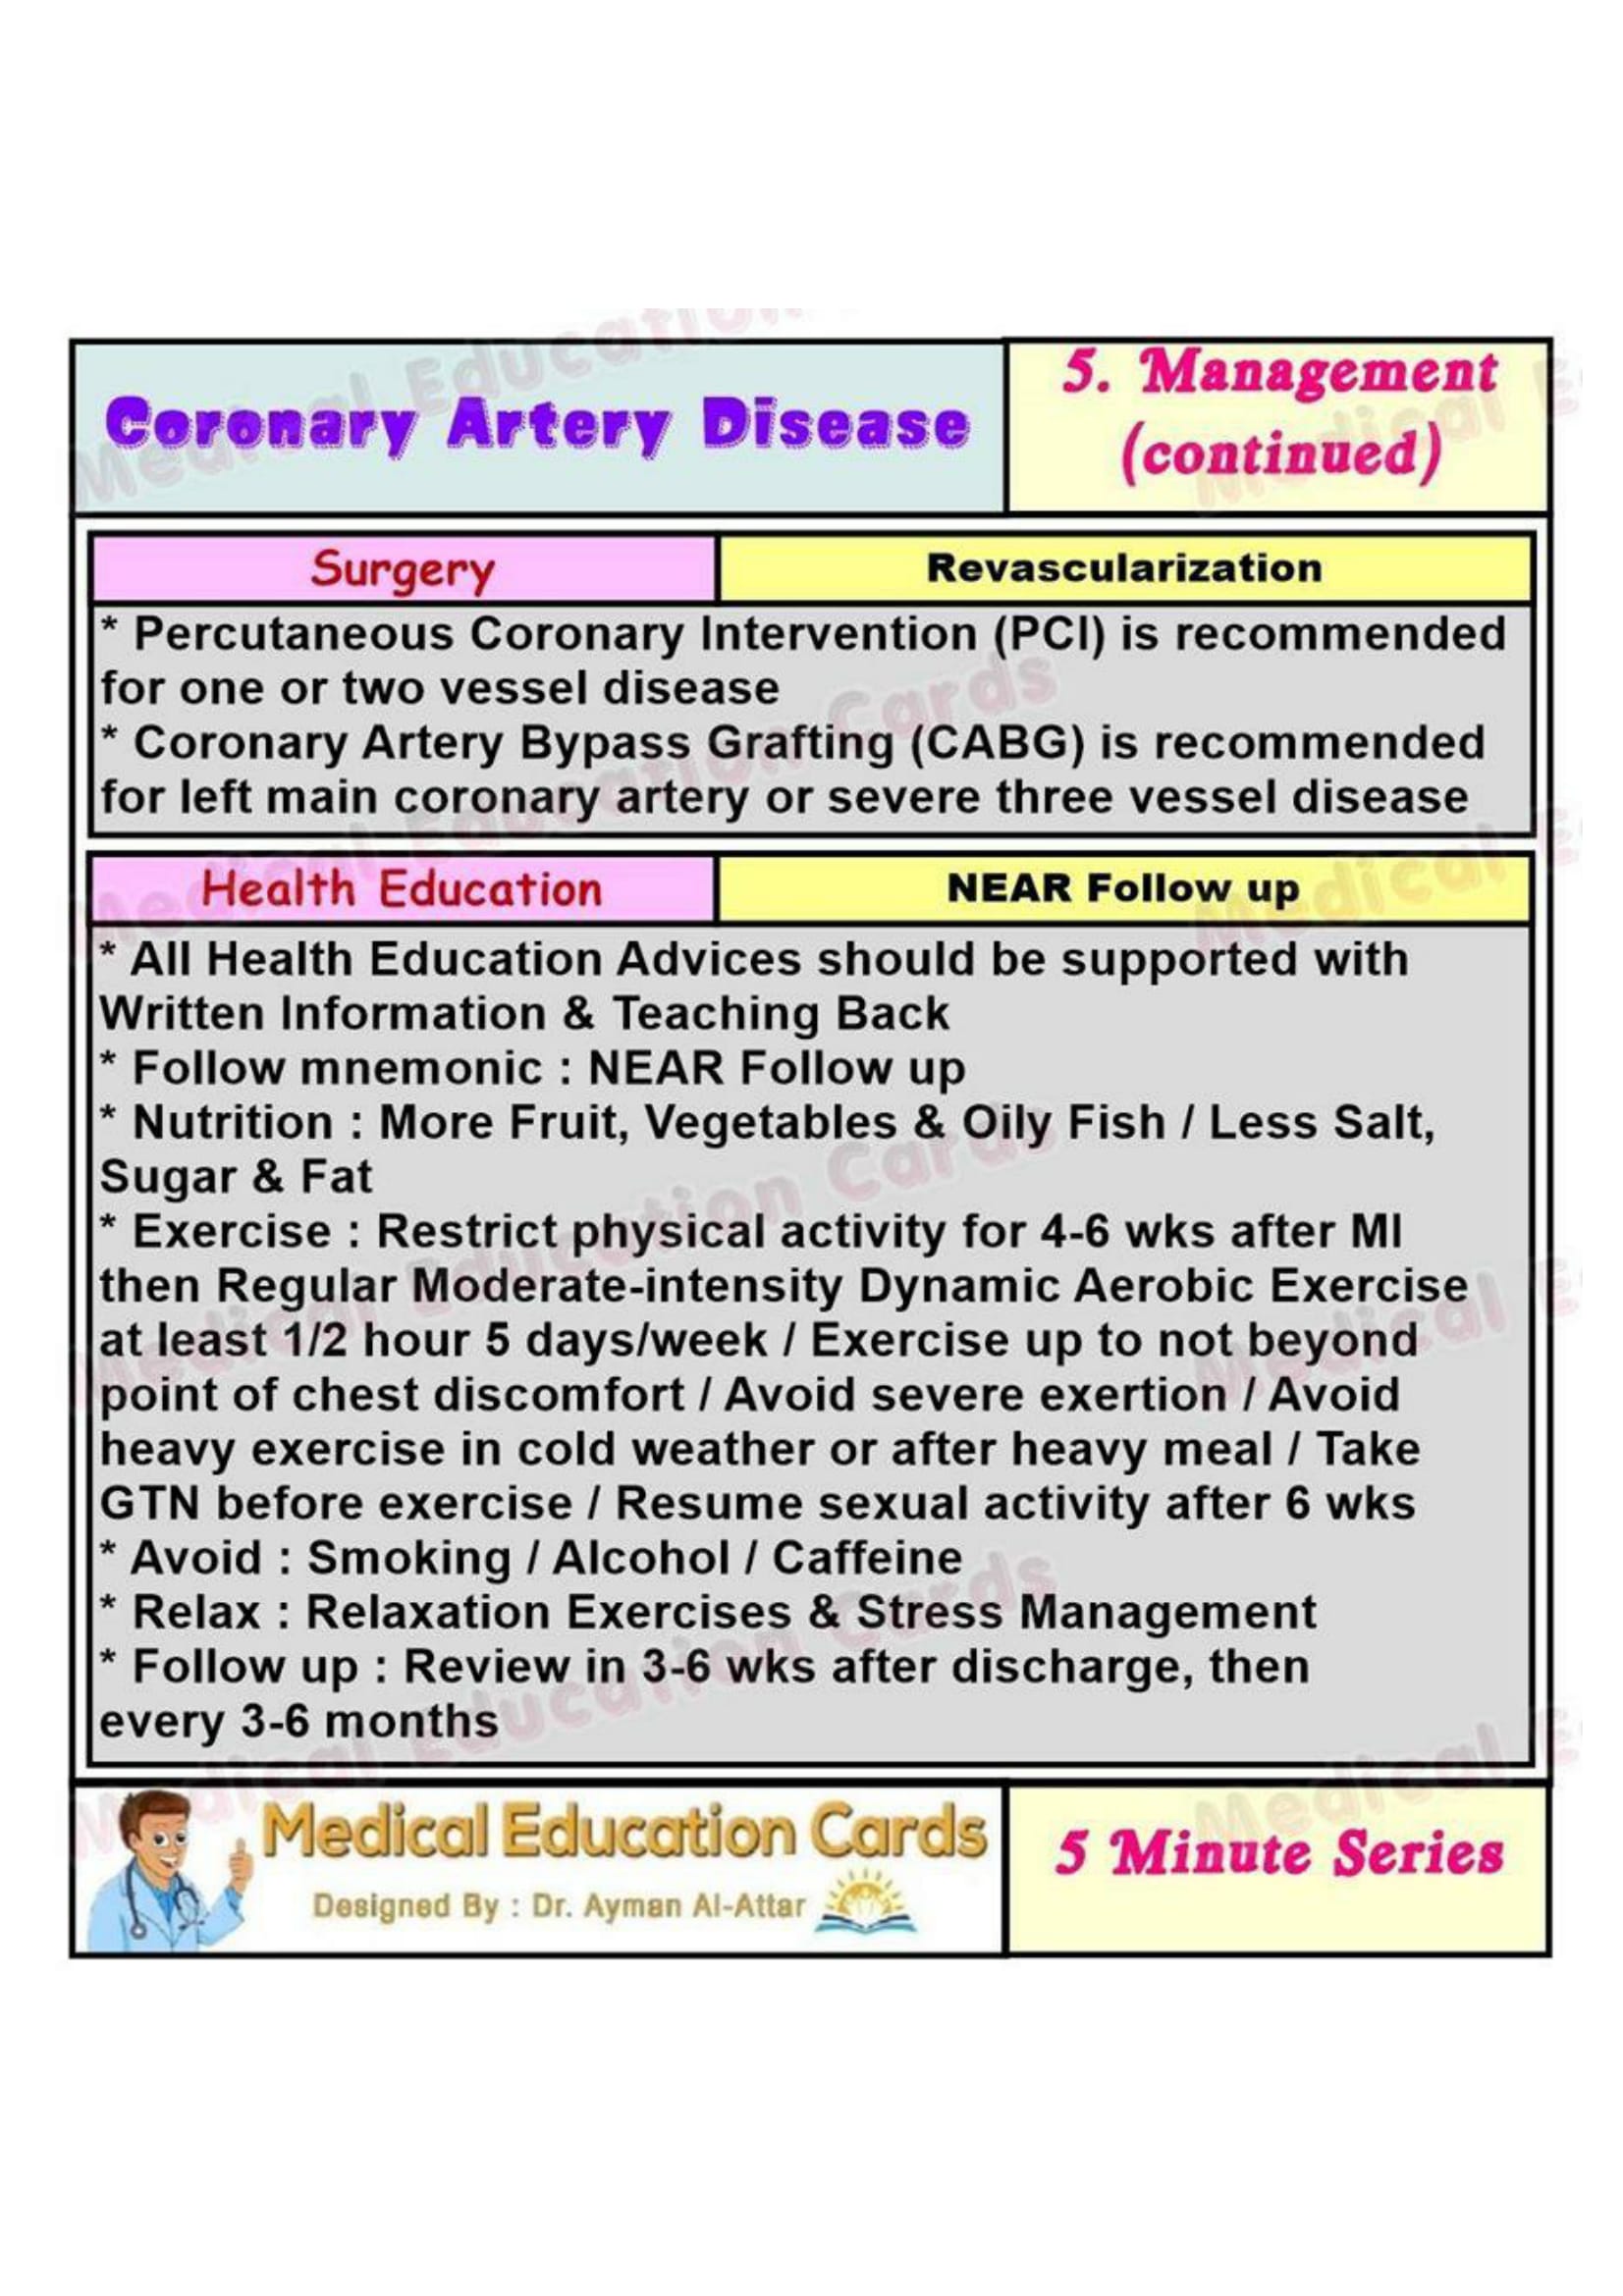 Coronary Artery Disease
5. Management
(continued)
Surgery
Revascularization
* Percutaneous Coronary Intervention (PCI) is recommended
for one or two vessel disease
* Coronary Artery Bypass Grafting (CABG) is recommended
for left main coronary artery or severe three vessel disease
Health Education
NEAR Follow up
* All Health Education Advices should be supported with
Written Information & Teaching Back
* Follow mnemonic : NEAR Follow up
* Nutrition : More Fruit, Vegetables & Oily Fish / Less Salt,
Sugar & Fat
* Exercise : Restrict physical activity for 4-6 wks after MI
then Regular Moderate-intensity Dynamic Aerobic Exercise
at least 1/2 hour 5 days/week / Exercise up to not beyond
point of chest discomfort / Avoid severe exertion / Avoid
heavy exercise in cold weather or after heavy meal / Take
GTN before exercise / Resume sexual activity after 6 wks
* Avoid : Smoking / Alcohol / Caffeine
* Relax : Relaxation Exercises & Stress Management
* Follow up : Review in 3-6 wks after discharge, then
every 3-6 months
Medical Education Cards
Designed By : Dr. Ayman Al-Attar
5 Minute Series